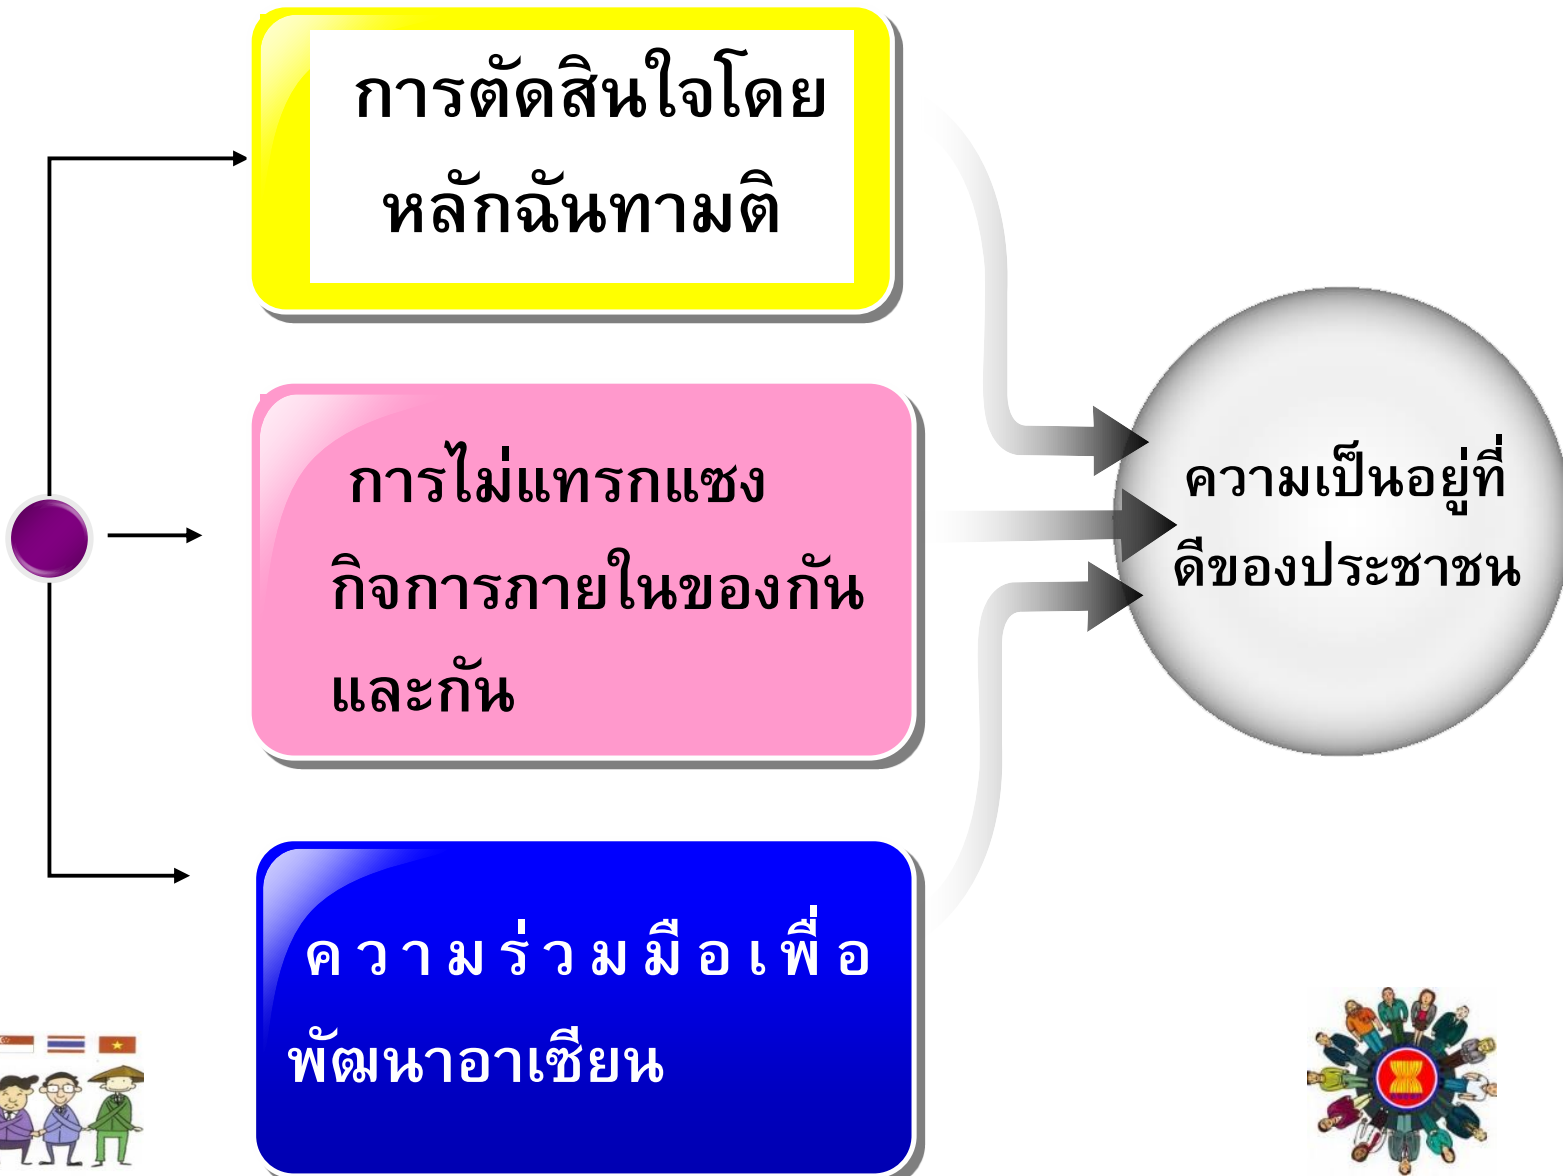 การตัดสินใจโดย
หลักฉันทามติ
การไม่แทรกแซง
กิจการภายในของกัน
และกัน
ความร่วมมือเพื่อ
พัฒนาอาเซียน
ความเป็นอยู่ที่
ดีของประชาชน